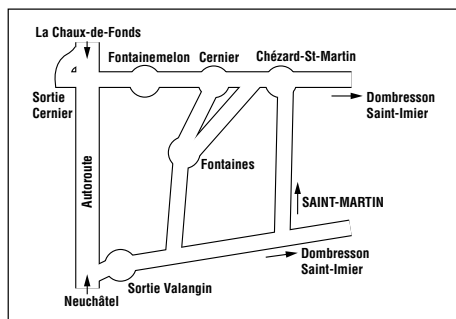 La Chaux-de-Fonds
Fontainemelon
Cernier
Chézard-St-Martin
Sortie
Cernier
Dombresson
Saint-Imier
Fontaines
Autoroute
SAINT-MARTIN
Dombresson
Saint-Imier
Sortie Valangin
Neuchâtel